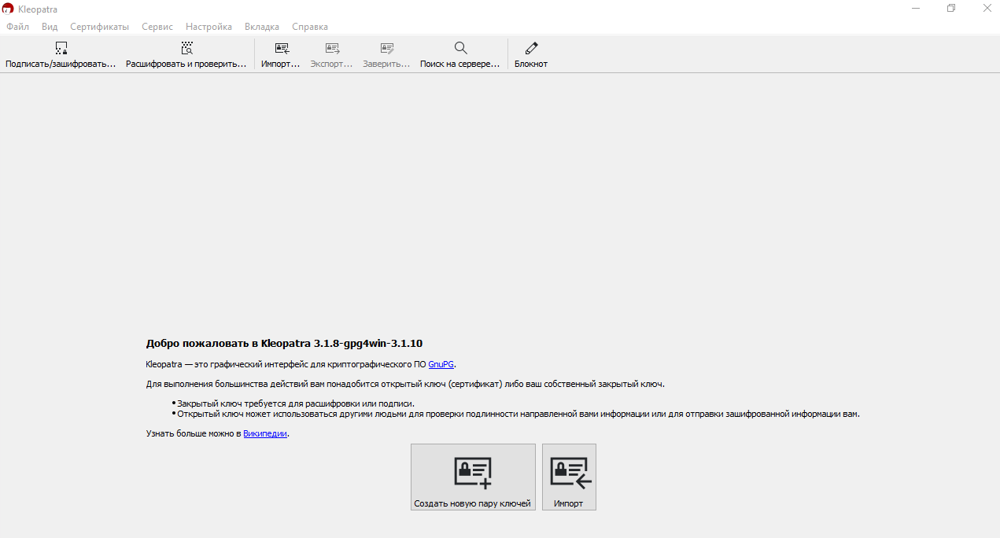 Kleopatra
Файл Вид Сертификаты Сервис Настройка Вкладка Справка
Подписать/зашифровать... Расшифровать и проверить... Импорт... Экспорт... Заверить... Поиск на сервере... Блокнот
Добро пожаловать в Kleopatra 3.1.8-gpg4win-3.1.10
Kleopatra — это графический интерфейс для криптографического ПО GnuPG.
Для выполнения большинства действий вам понадобится открытый ключ (сертификат) либо ваш собственный закрытый ключ.
• Закрытый ключ требуется для расшифровки или подписи.
• Открытый ключ может использоваться другими людьми для проверки подлинности направленной вами информации или для отправки зашифрованной информации вам.
Узнать больше можно в Википедии.
Создать новую пару ключей Импорт